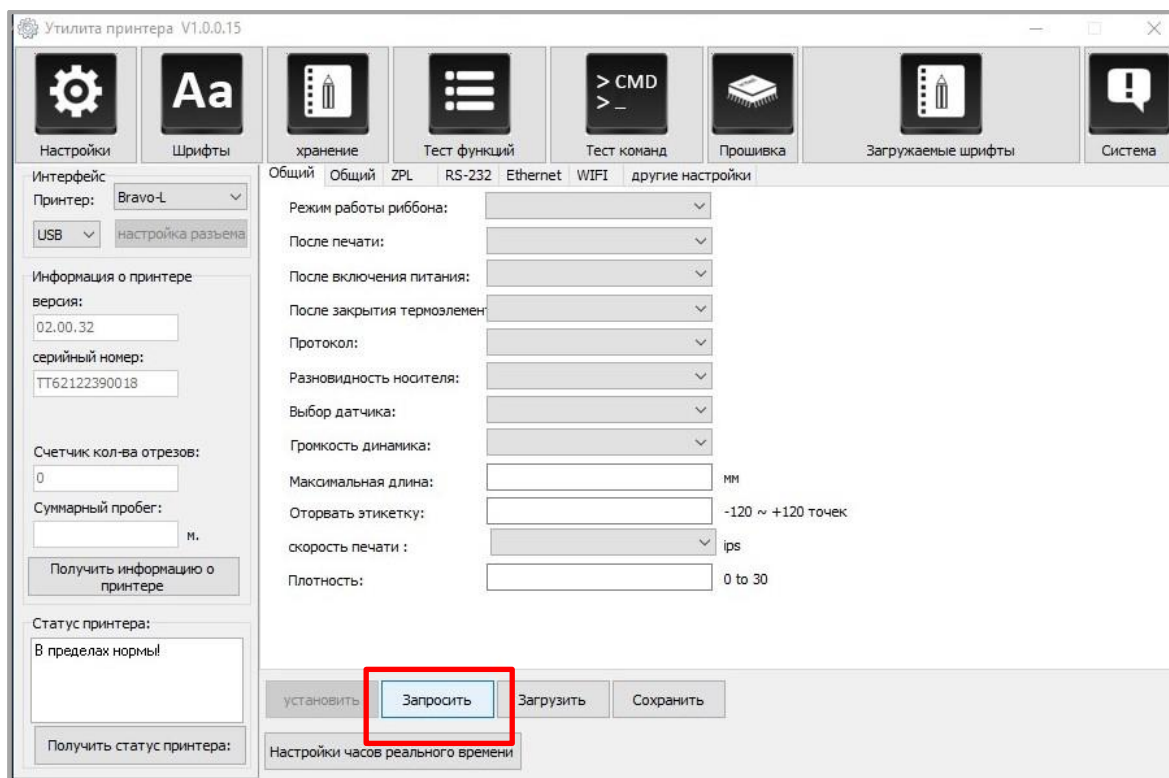 Утилита принтера V1.0.0.15
Aa
> CMD
> _
Настройки
Шрифты
хранение
Тест функций
Тест команд
Прошивка
Загружаемые шрифты
Система
Интерфейс
Принтер: Bravo-L
USB настройка разъема
Информация о принтере
версия:
02.00.32
серийный номер:
TT62122390018
Счетчик кол-ва отрезов:
0
Суммарный пробег:
м.
Получить информацию о
принтере
Статус принтера:
В пределах нормы!
Получить статус принтера:
Общий Общий ZPL RS-232 Ethernet WIFI другие настройки
Режим работы риббона:
После печати:
После включения питания:
После закрытия термоэлемен
Протокол:
Разновидность носителя:
Выбор датчика:
Громкость динамика:
Максимальная длина: мм
Оторвать этикетку: -120 ~ +120 точек
скорость печати : ips
Плотность: 0 to 30
установить Запросить Загрузить Сохранить
Настройки часов реального времени